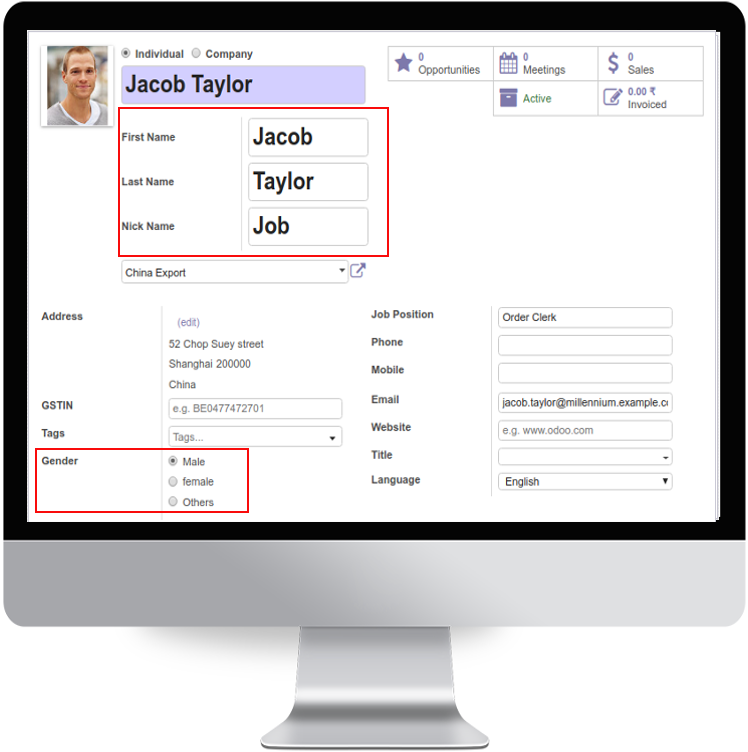 Individual Company
Jacob Taylor
0
Opportunities
0
Meetings
$ 0
Sales
Active
0.00 ₹
Invoiced
First Name Jacob
Last Name Taylor
Nick Name Job
China Export
Address
(edit)
52 Chop Suey street
Shanghai 200000
China
GSTIN e.g. BE0477472701
Tags Tags...
Gender Male
female
Others
Job Position Order Clerk
Phone
Mobile
Email jacob.taylor@millennium.example.c
Website e.g. www.odoo.com
Title
Language English